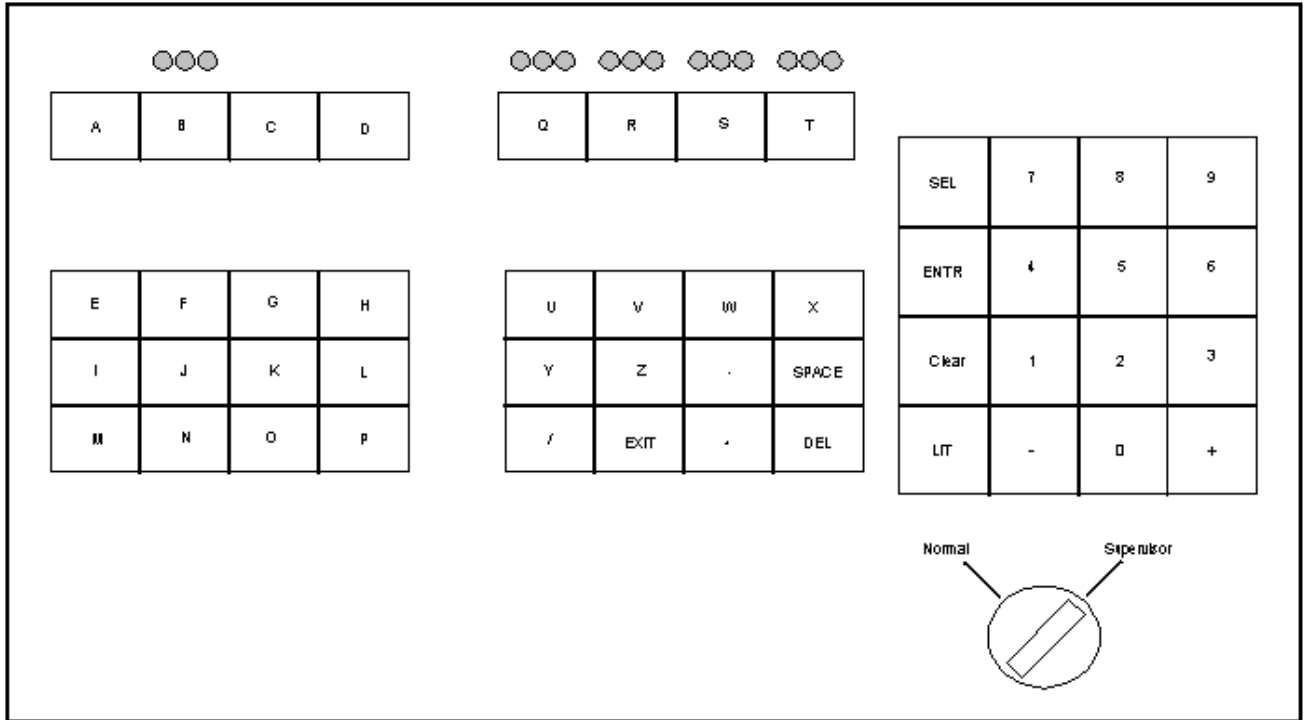 A B C D
Q R S T
SEL 7 8 9
ENTR 4 5 6
Clear 1 2 3
LIT - 0 +
E F G H
I J K L
M N O P
U V W X
Y Z . SPACE
/ EXIT DEL
Normal Supervisor